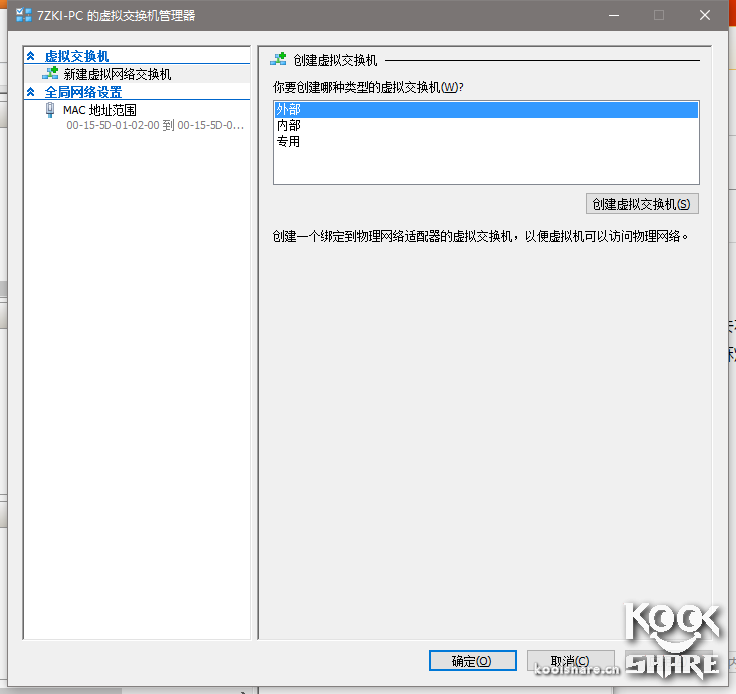 7ZKI-PC 的虚拟交换机管理器
虚拟交换机
新建虚拟网络交换机
全局网络设置
MAC 地址范围
00-15-5D-01-02-00 到 00-15-5D-0...
创建虚拟交换机
你要创建哪种类型的虚拟交换机(W)?
外部
内部
专用
创建虚拟交换机(S)
创建一个绑定到物理网络适配器的虚拟交换机，以便虚拟机可以访问物理网络。
确定(O)
取消(C)
koolshare.cn
KOOL
SHARE